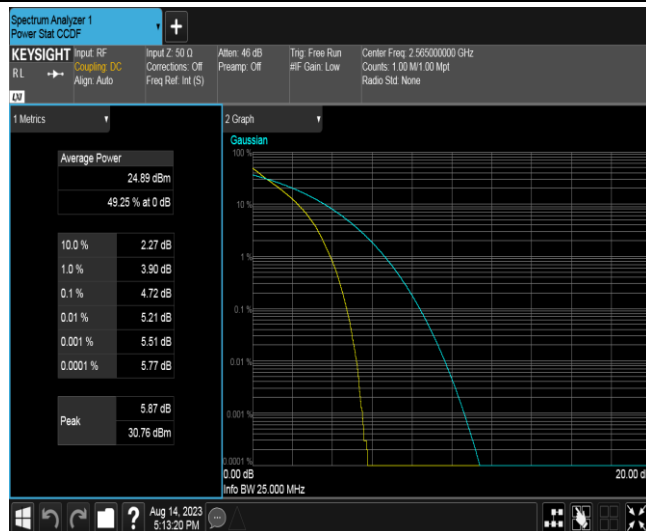 Spectrum Analyzer 1
Power Stat CCDF
+
KEYSIGHT
RL
Input: RF
Coupling: DC
Align: Auto
Input Z: 50 Ω
Corrections: Off
Freq Ref: Int (S)
Atten: 46 dB
Preamp: Off
Trig: Free Run
#IF Gain: Low
Center Freq: 2.565000000 GHz
Counts: 1.00 M/1.00 Mpt
Radio Std: None
LXI
1 Metrics
Average Power
24.89 dBm
49.25 % at 0 dB
10.0 % 2.27 dB
1.0 % 3.90 dB
0.1 % 4.72 dB
0.01 % 5.21 dB
0.001 % 5.51 dB
0.0001 % 5.77 dB
Peak
5.87 dB
30.76 dBm
2 Graph
Gaussian
100 %
10 %
1 %
0.1 %
0.01 %
0.001 %
0.0001 %
0.00 dB
20.00 d
Info BW 25.000 MHz
?
Aug 14, 2023
5:13:20 PM